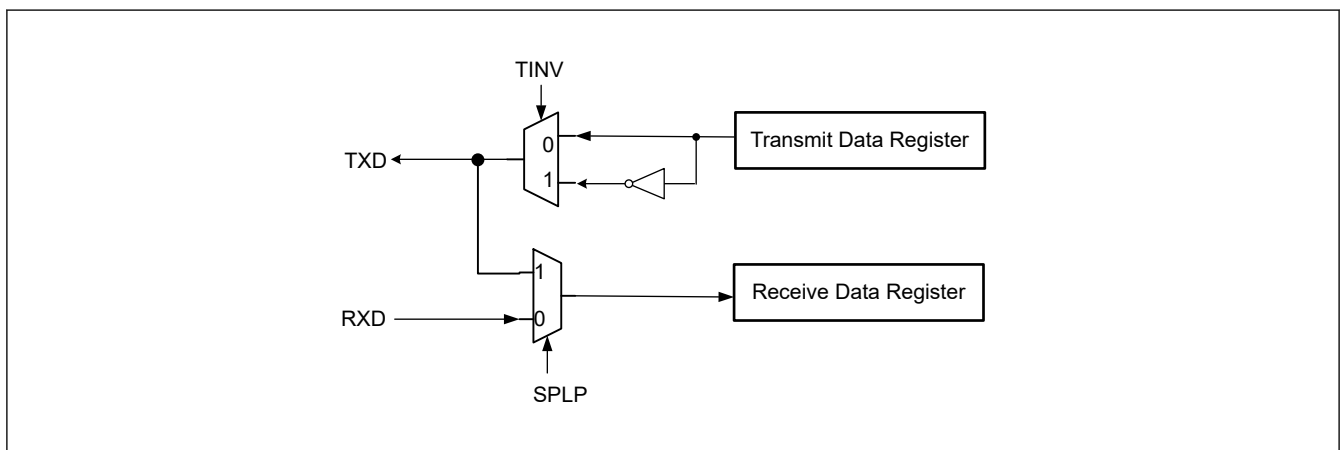 TINV
0
Transmit Data Register
TXD
1
1
Receive Data Register
RXD
0
SPLP